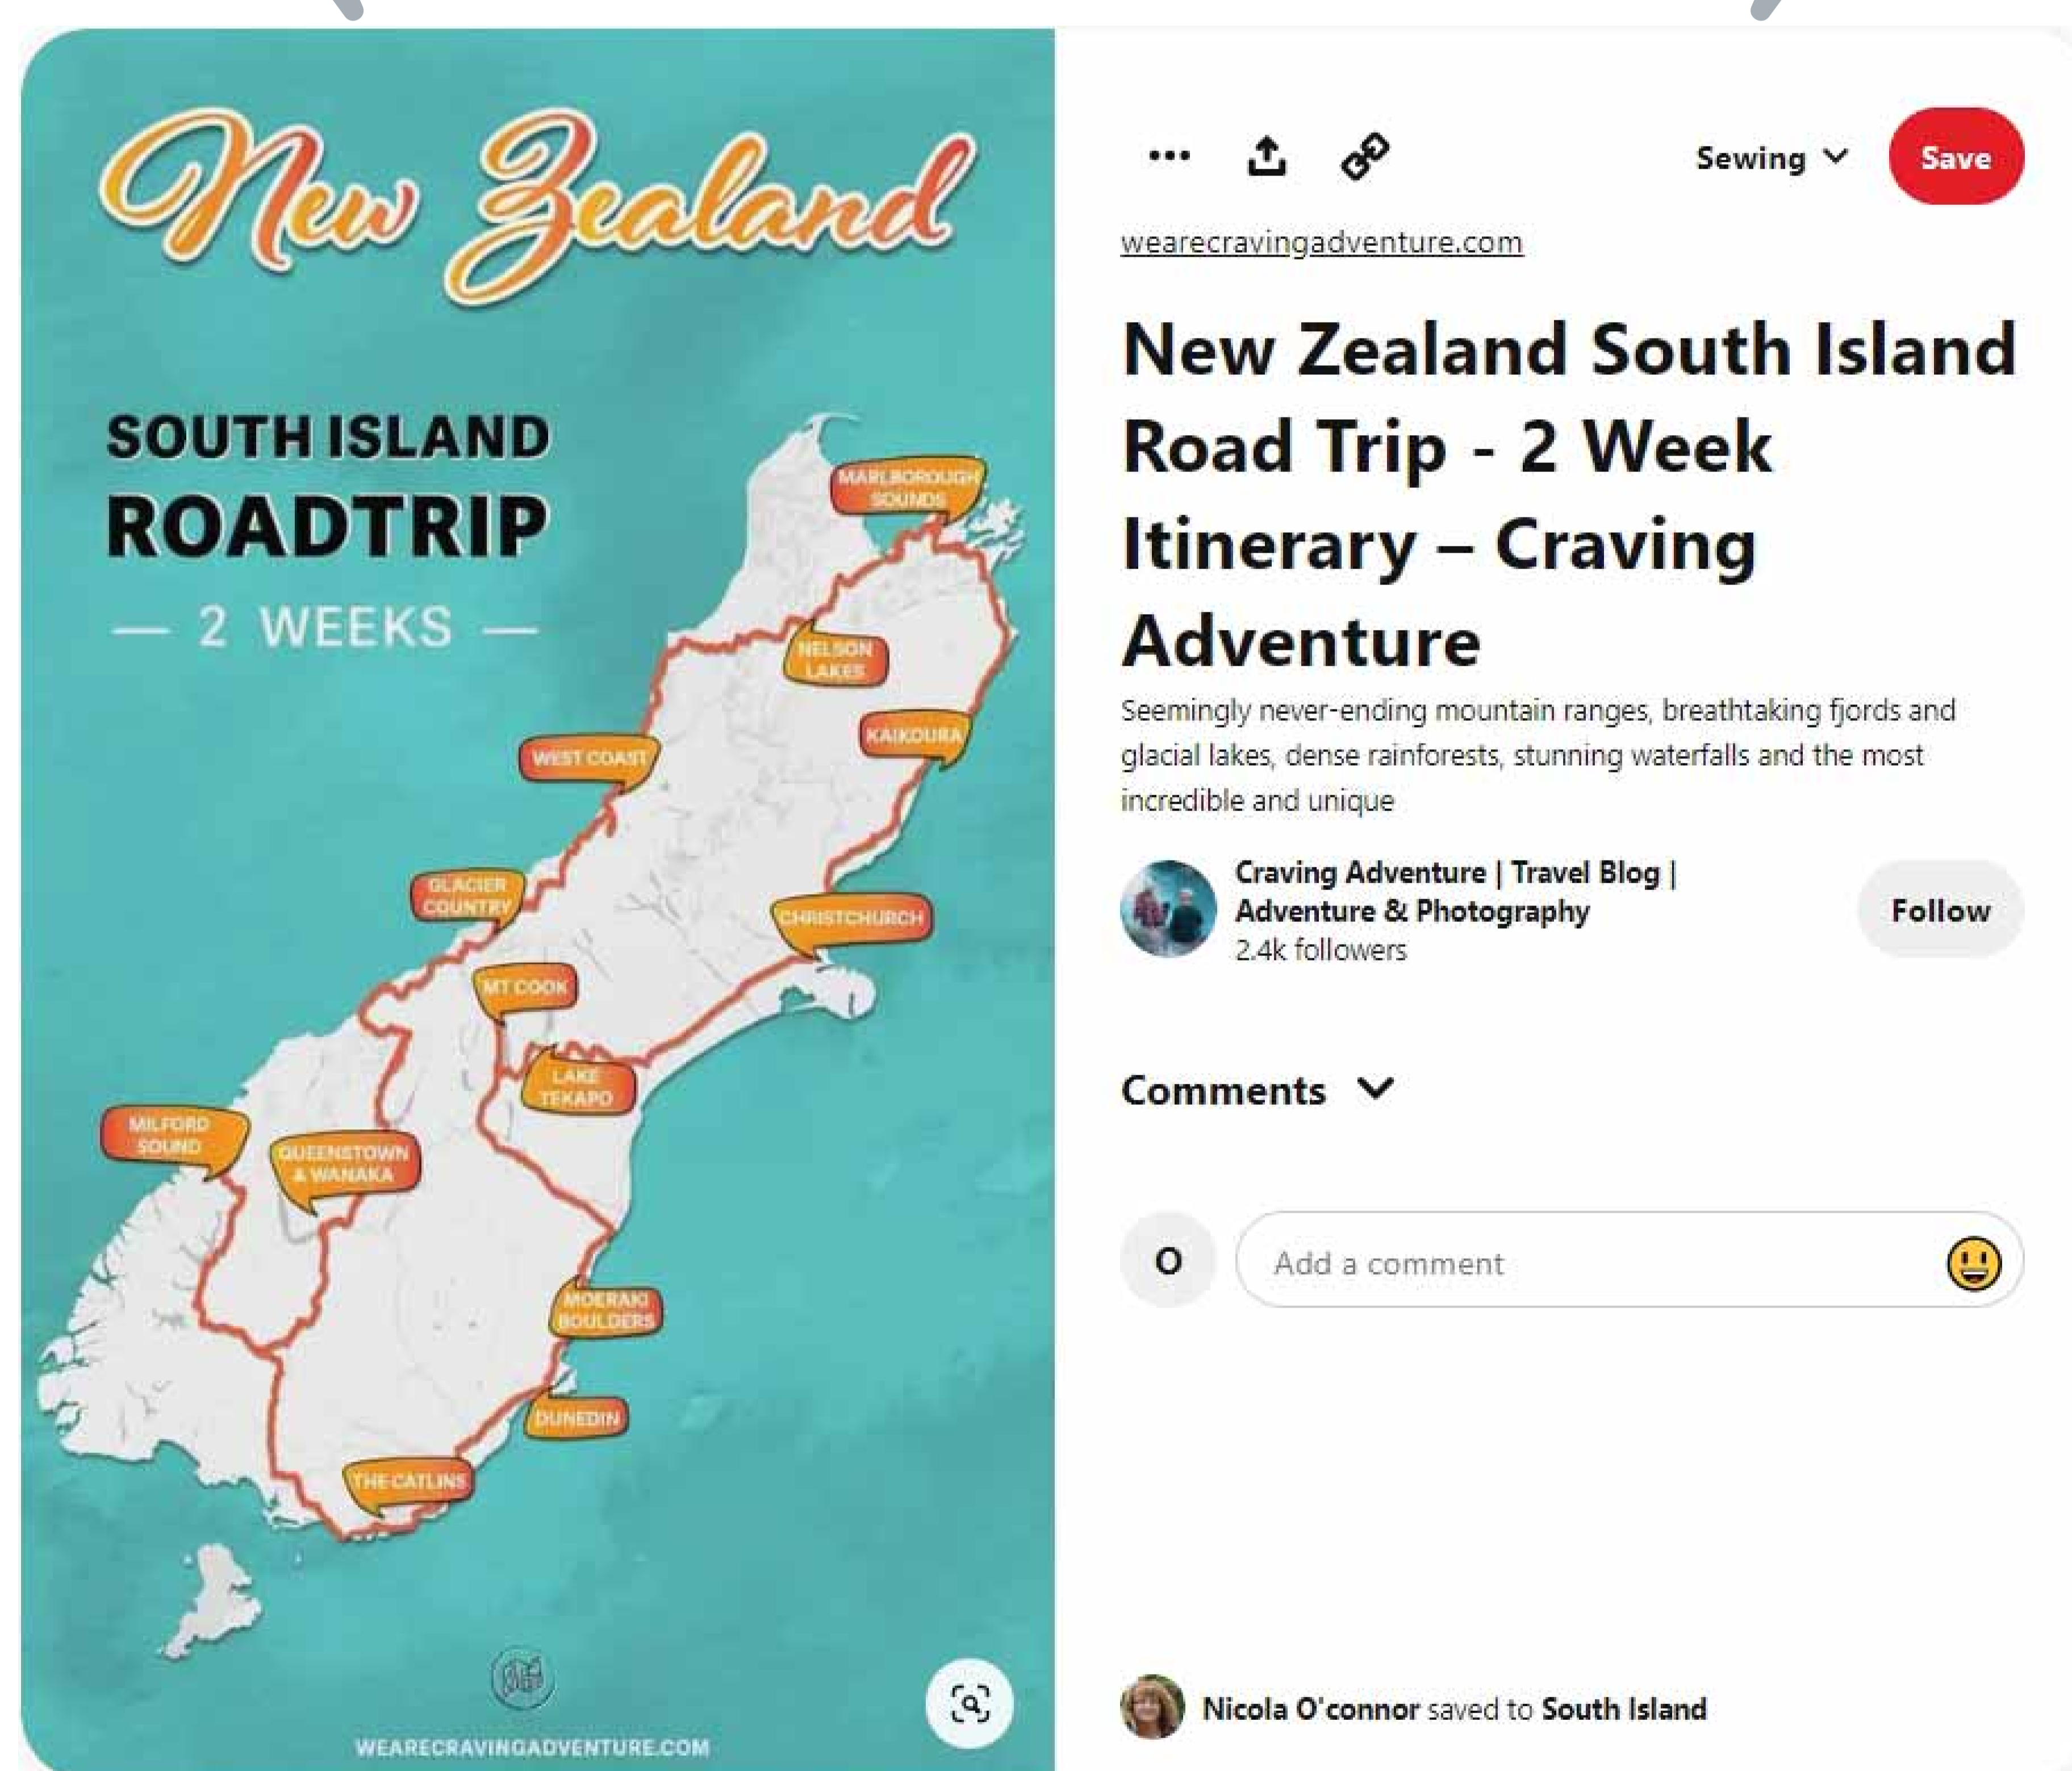 New Zealand
SOUTH ISLAND
ROADTRIP
— 2 WEEKS —
MARLBOROUGH
SOUNDS
NELSON
LAKES
KAIKOURA
WEST COAST
GLACIER
COUNTRY
CHRISTCHURCH
MT COOK
LAKE
TEKAPO
MILFORD
SOUND
QUEENSTOWN
& WANAKA
MOERAKI
BOULDERS
DUNEDIN
THE CATLINS
WEARECRAVINGADVENTURE.COM
Sewing
Save
wearecravingadventure.com
New Zealand South Island
Road Trip - 2 Week
Itinerary – Craving
Adventure
Seemingly never-ending mountain ranges, breathtaking fjords and
glacial lakes, dense rainforests, stunning waterfalls and the most
incredible and unique
Craving Adventure | Travel Blog |
Adventure & Photography
2.4k followers
Follow
Comments
O
Add a comment
Nicola O'connor saved to South Island